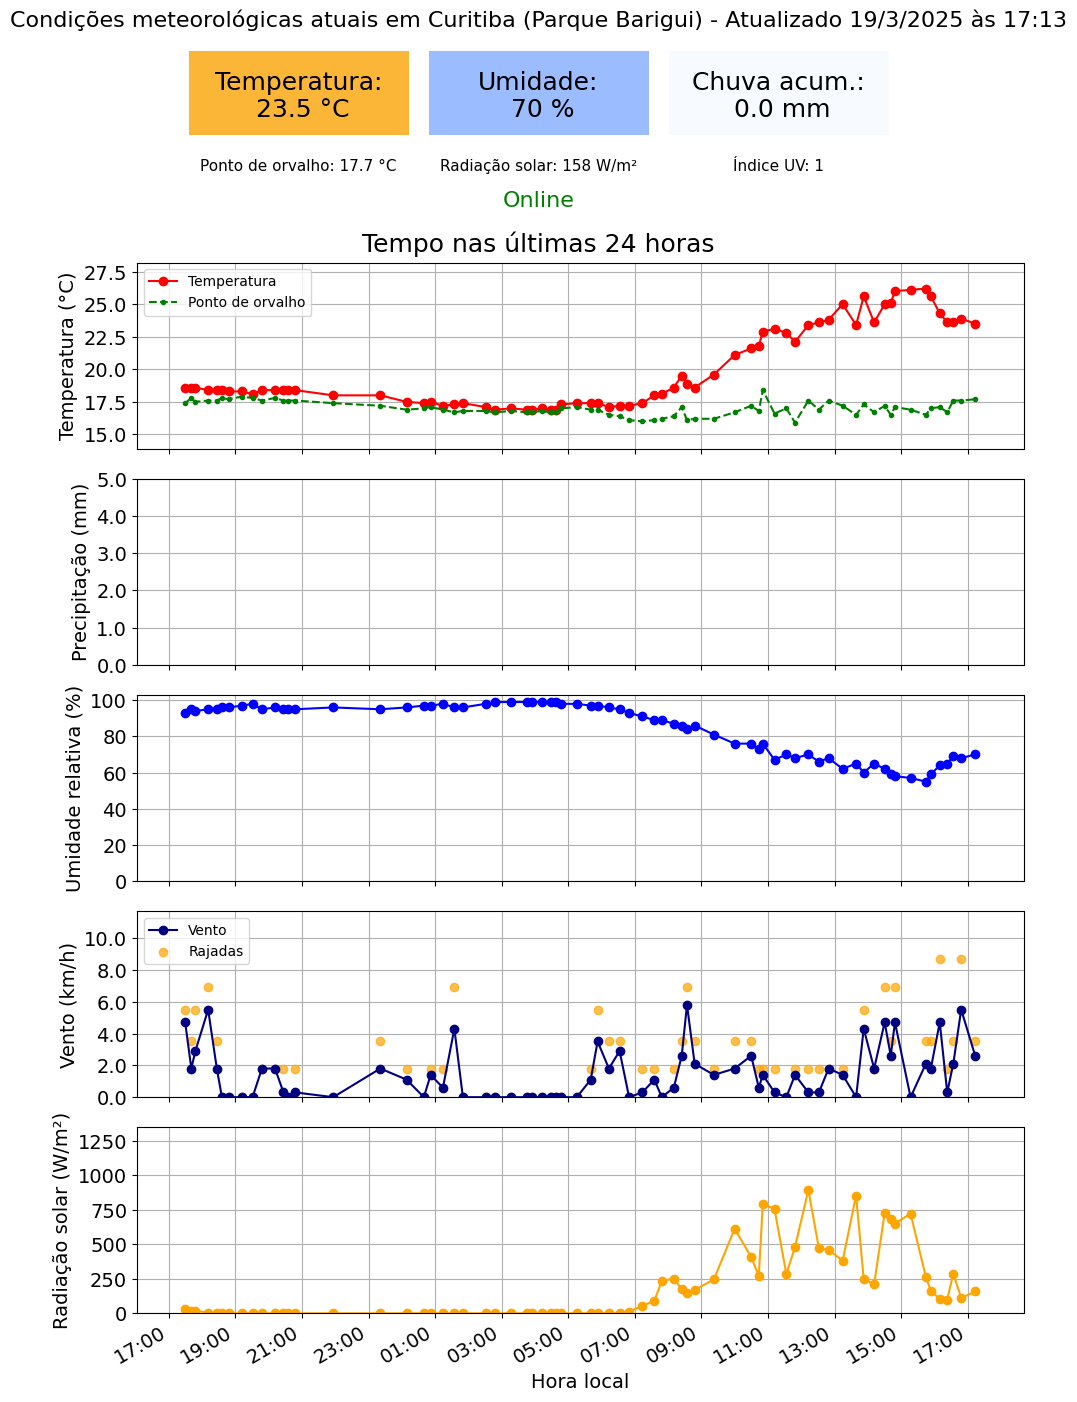 Condições meteorológicas atuais em Curitiba (Parque Barigui) - Atualizado 19/3/2025 às 17:13
Temperatura:
23.5 °C
Umidade:
70 %
Chuva acum.:
0.0 mm
Ponto de orvalho: 17.7 °C
Radiação solar: 158 W/m²
Índice UV: 1
Online
Tempo nas últimas 24 horas
Temperatura (°C)
27.5
25.0
22.5
20.0
17.5
15.0
Temperatura
Ponto de orvalho
Precipitação (mm)
5.0
4.0
3.0
2.0
1.0
0.0
Umidade relativa (%)
100
80
60
40
20
0
Vento (km/h)
10.0
8.0
6.0
4.0
2.0
0.0
Vento
Rajadas
Radiação solar (W/m²)
1250
1000
750
500
250
0
17:00
19:00
21:00
23:00
01:00
03:00
05:00
07:00
09:00
11:00
13:00
15:00
17:00
Hora local